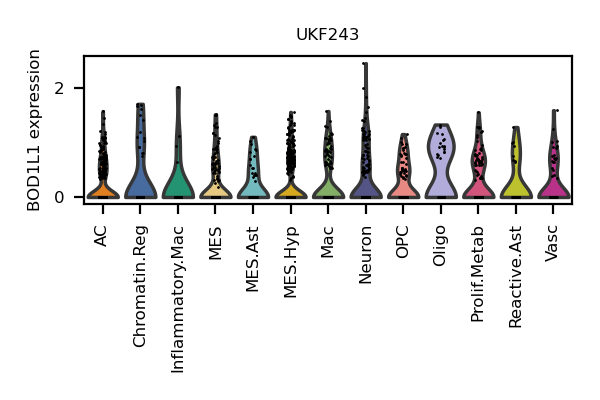 UKF243
BOD1L1 expression
2
0
AC
Chromatin.Reg
Inflammatory.Mac
MES
MES.Ast
MES.Hyp
Mac
Neuron
OPC
Oligo
Prolif.Metab
Reactive.Ast
Vasc